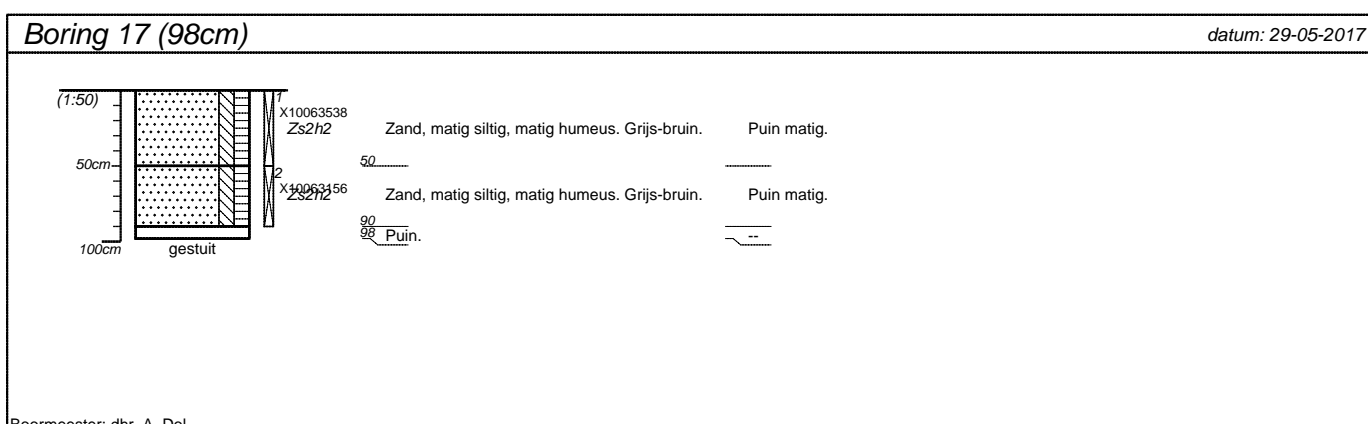 Boring 17 (98cm) datum: 29-05-2017
(1:50) 1
X10063538
Zs2h2 Zand, matig siltig, matig humeus. Grijs-bruin. Puin matig.
50cm 50
2
X10063156
Zs2h2 Zand, matig siltig, matig humeus. Grijs-bruin. Puin matig.
90
98 Puin. --
100cm gestuit
Boormeester: dhr. A. Dol